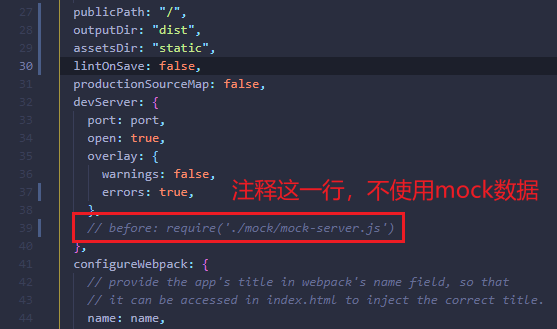 27 publicPath: "/",
28 outputDir: "dist",
29 assetsDir: "static",
30 lintOnSave: false,
31 productionSourceMap: false,
32 devServer: {
33 port: port,
34 open: true,
35 overlay: {
36 warnings: false,
37 errors: true,
38 },
39 // before: require('./mock/mock-server.js')
40 },
41 configureWebpack: {
42 // provide the app's title in webpack's name field, so that
43 // it can be accessed in index.html to inject the correct title.
44 name: name,
注释这一行，不使用mock数据